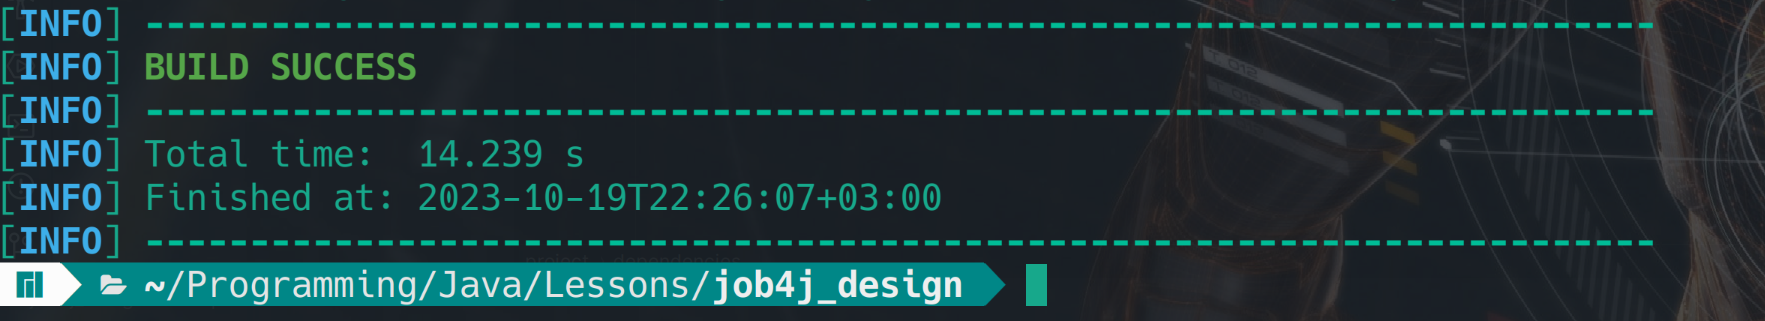 [INFO] ------------------------------------------------------------------------
[INFO] BUILD SUCCESS
[INFO] ------------------------------------------------------------------------
[INFO] Total time:  14.239 s
[INFO] Finished at: 2023-10-19T22:26:07+03:00
[INFO] ------------------------------------------------------------------------
~/Programming/Java/Lessons/job4j_design